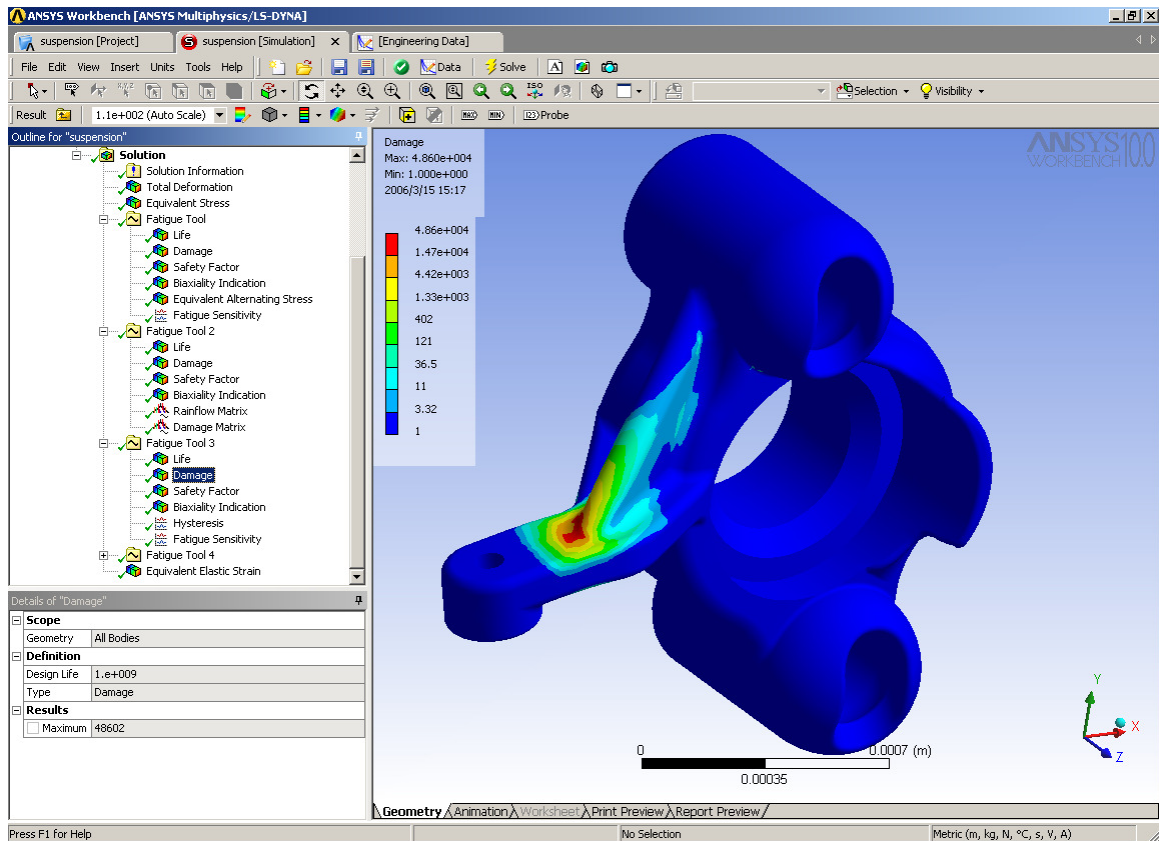 ANSYS Workbench [ANSYS Multiphysics/LS-DYNA]
suspension [Project] suspension [Simulation] [Engineering Data]
File Edit View Insert Units Tools Help Data Solve A
ISO Selection Visibility
Result 1.1e+002 (Auto Scale) MAX MIN 123 Probe
Outline for "suspension"
Solution
Solution Information
Total Deformation
Equivalent Stress
Fatigue Tool
Life
Damage
Safety Factor
Biaxiality Indication
Equivalent Alternating Stress
Fatigue Sensitivity
Fatigue Tool 2
Life
Damage
Safety Factor
Biaxiality Indication
Rainflow Matrix
Damage Matrix
Fatigue Tool 3
Life
Damage
Safety Factor
Biaxiality Indication
Hysteresis
Fatigue Sensitivity
Fatigue Tool 4
Equivalent Elastic Strain
Details of "Damage"
Scope
Geometry All Bodies
Definition
Design Life 1.e+009
Type Damage
Results
Maximum 48602
Damage
Max: 4.860e+004
Min: 1.000e+000
2006/3/15 15:17
4.86e+004
1.47e+004
4.42e+003
1.33e+003
402
121
36.5
11
3.32
1
ANSYS 10.0
WORKBENCH
0 0.0007 (m)
0.00035
Y
X
Z
Geometry Animation Worksheet Print Preview Report Preview
Press F1 for Help No Selection Metric (m, kg, N, °C, s, V, A)